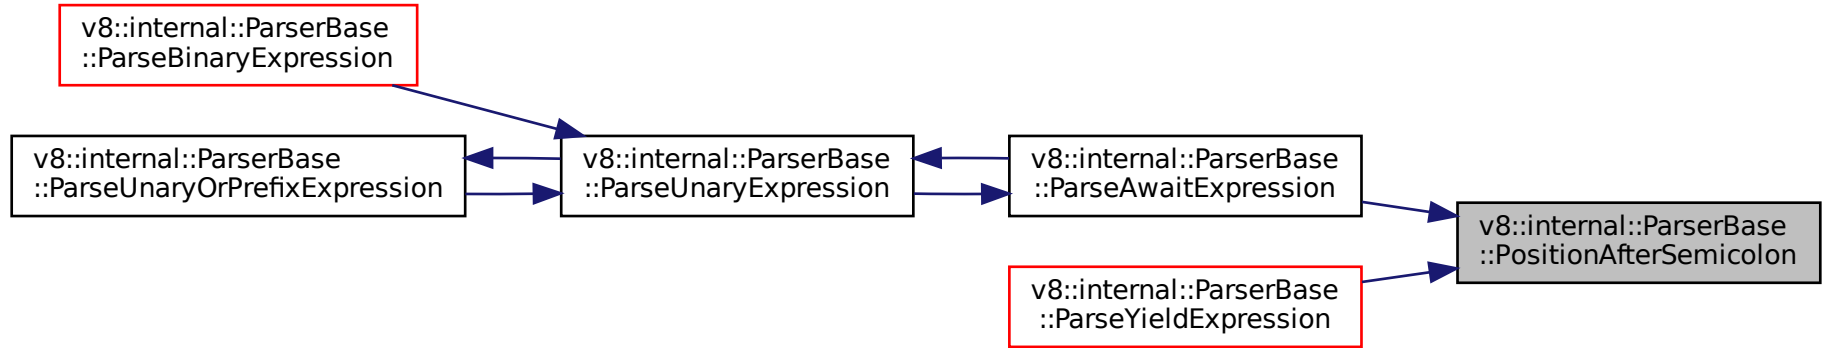 v8::internal::ParserBase
::ParseBinaryExpression
v8::internal::ParserBase
::ParseUnaryOrPrefixExpression
v8::internal::ParserBase
::ParseUnaryExpression
v8::internal::ParserBase
::ParseAwaitExpression
v8::internal::ParserBase
::PositionAfterSemicolon
v8::internal::ParserBase
::ParseYieldExpression